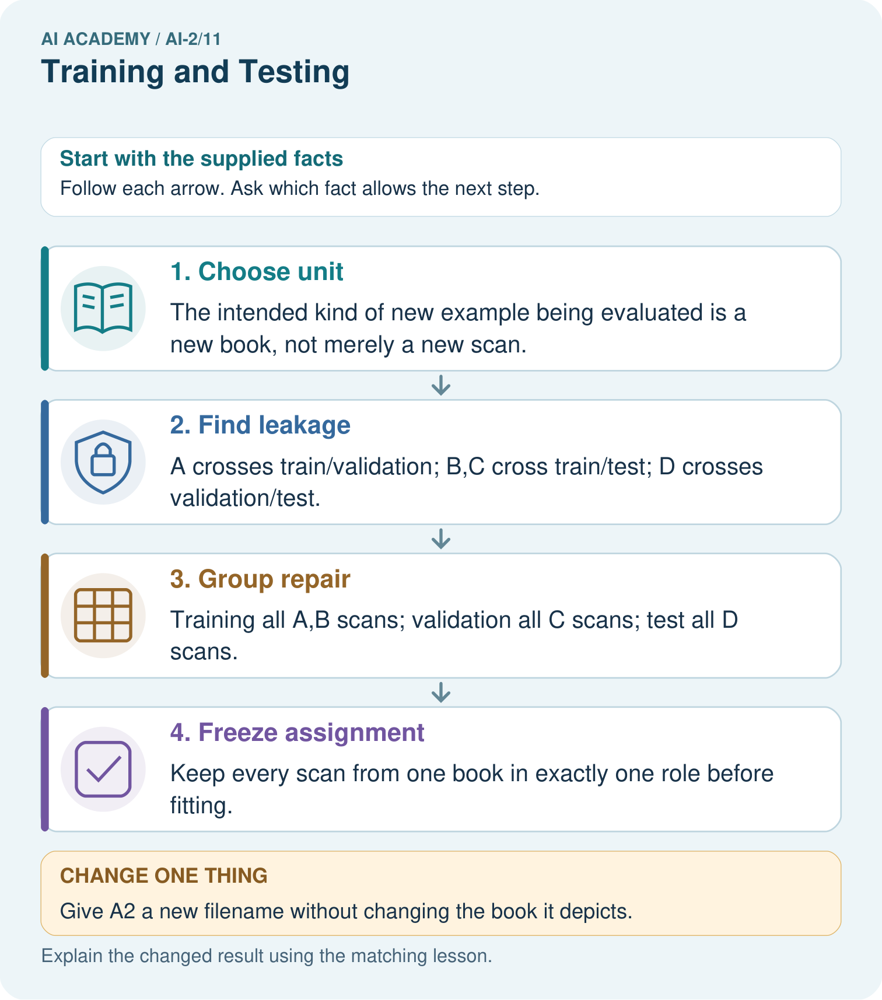 AI ACADEMY / AI-2/11
Training and Testing
Start with the supplied facts
Follow each arrow. Ask which fact allows the next step.
1. Choose unit
The intended kind of new example being evaluated is a
new book, not merely a new scan.
2. Find leakage
A crosses train/validation; B,C cross train/test; D crosses
validation/test.
3. Group repair
Training all A,B scans; validation all C scans; test all D
scans.
4. Freeze assignment
Keep every scan from one book in exactly one role before
fitting.
CHANGE ONE THING
Give A2 a new filename without changing the book it depicts.
Explain the changed result using the matching lesson.